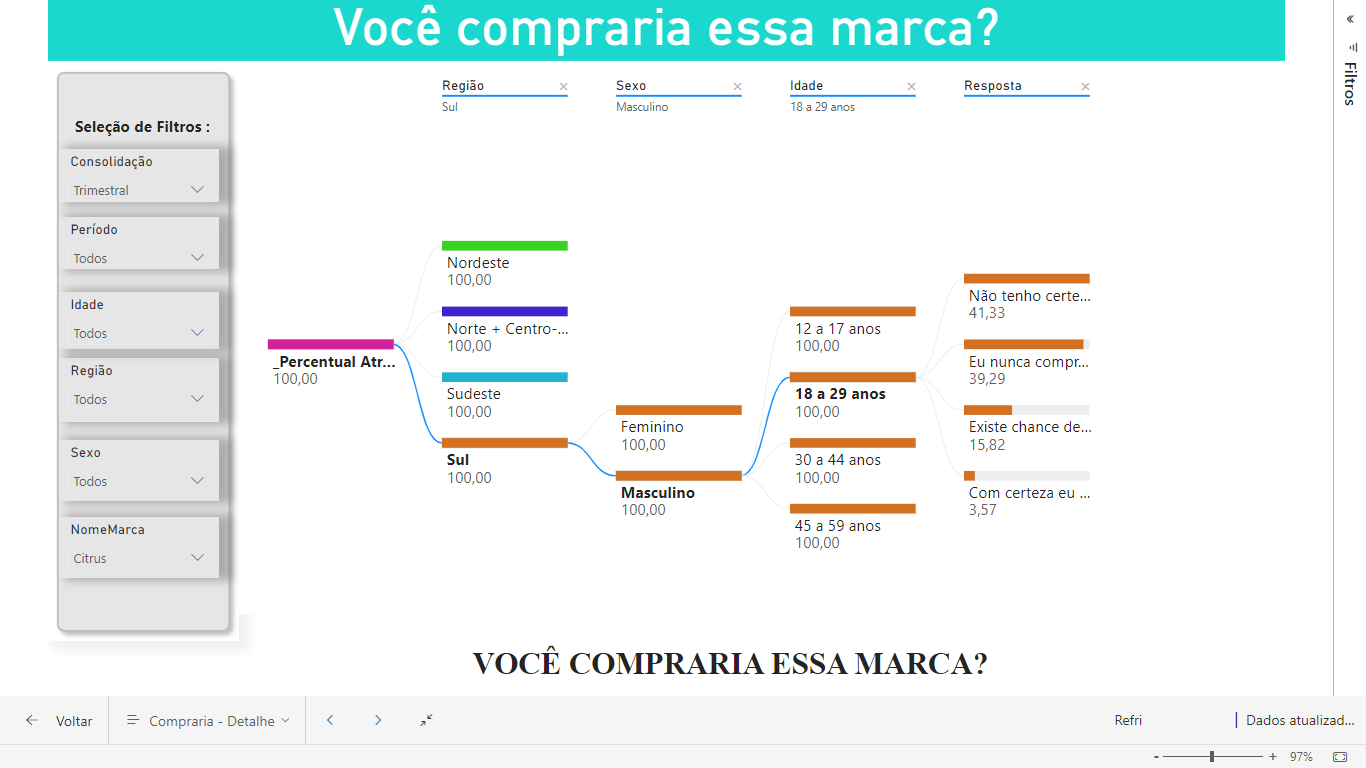 Você compraria essa marca?
Filtros
Seleção de Filtros :
Consolidação
Trimestral
Período
Todos
Idade
Todos
Região
Todos
Sexo
Todos
NomeMarca
Citrus
Região
Sul
Sexo
Masculino
Idade
18 a 29 anos
Resposta
_Percentual Atr...
100,00
Nordeste
100,00
Norte + Centro-...
100,00
Sudeste
100,00
Sul
100,00
Feminino
100,00
Masculino
100,00
12 a 17 anos
100,00
18 a 29 anos
100,00
30 a 44 anos
100,00
45 a 59 anos
100,00
Não tenho certe...
41,33
Eu nunca compr...
39,29
Existe chance de...
15,82
Com certeza eu ...
3,57
VOCÊ COMPRARIA ESSA MARCA?
Voltar
Compraria - Detalhe
Refri
Dados atualizad...
- + 97%